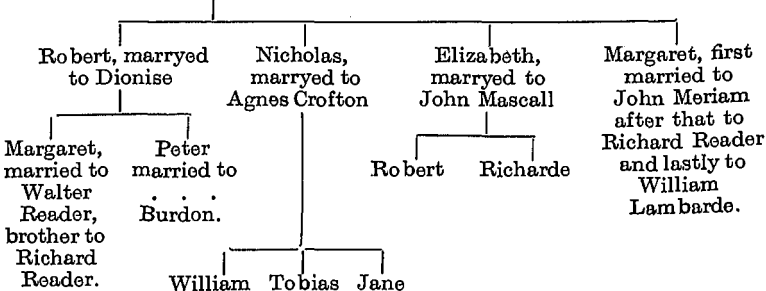 Robert, marryed
to Dionise
Nicholas,
marryed to
Agnes Crofton
Elizabeth,
marryed to
John Mascall
Margaret, first
married to
John Meriam
after that to
Richard Reader
and lastly to
William
Lambarde.
Margaret,
married to
Walter
Reader,
brother to
Richard
Reader.
Peter
married to
. . .
Burdon.
Robert
Richarde
William
Tobias
Jane